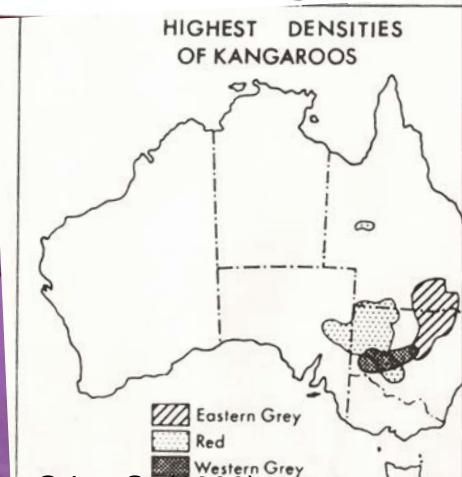 HIGHEST DENSITIES
OF KANGAROOS
Eastern Grey
Red
Western Grey